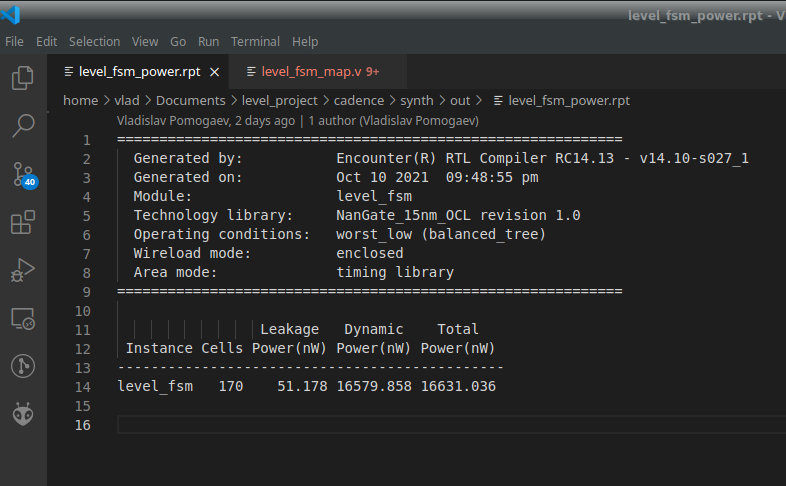 level_fsm_power.rpt - V
File Edit Selection View Go Run Terminal Help
level_fsm_power.rpt × level_fsm_map.v 9+
home > vlad > Documents > level_project > cadence > synth > out > level_fsm_power.rpt
Vladislav Pomogaev, 2 days ago | 1 author (Vladislav Pomogaev)
1 ============================================================
2 Generated by: Encounter(R) RTL Compiler RC14.13 - v14.10-s027_1
3 Generated on: Oct 10 2021 09:48:55 pm
4 Module: level_fsm
5 Technology library: NanGate_15nm_OCL revision 1.0
6 Operating conditions: worst_low (balanced_tree)
7 Wireload mode: enclosed
8 Area mode: timing library
9 ============================================================
10
11 Leakage Dynamic Total
12 Instance Cells Power(nW) Power(nW) Power(nW)
13 ----------------------------------------------
14 level_fsm 170 51.178 16579.858 16631.036
15
16
40